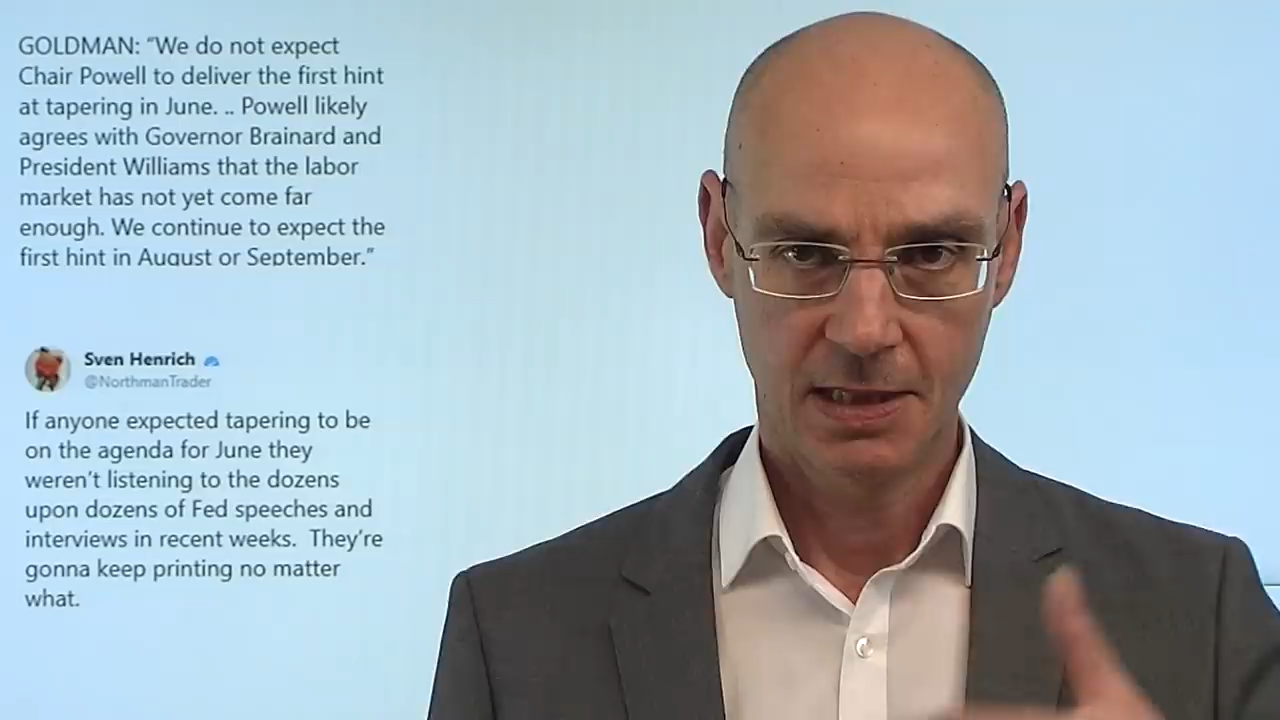 GOLDMAN: “We do not expect
Chair Powell to deliver the first hint
at tapering in June. .. Powell likely
agrees with Governor Brainard and
President Williams that the labor
market has not yet come far
enough. We continue to expect the
first hint in August or September.”
Sven Henrich
@NorthmanTrader
If anyone expected tapering to be
on the agenda for June they
weren’t listening to the dozens
upon dozens of Fed speeches and
interviews in recent weeks.  They’re
gonna keep printing no matter
what.